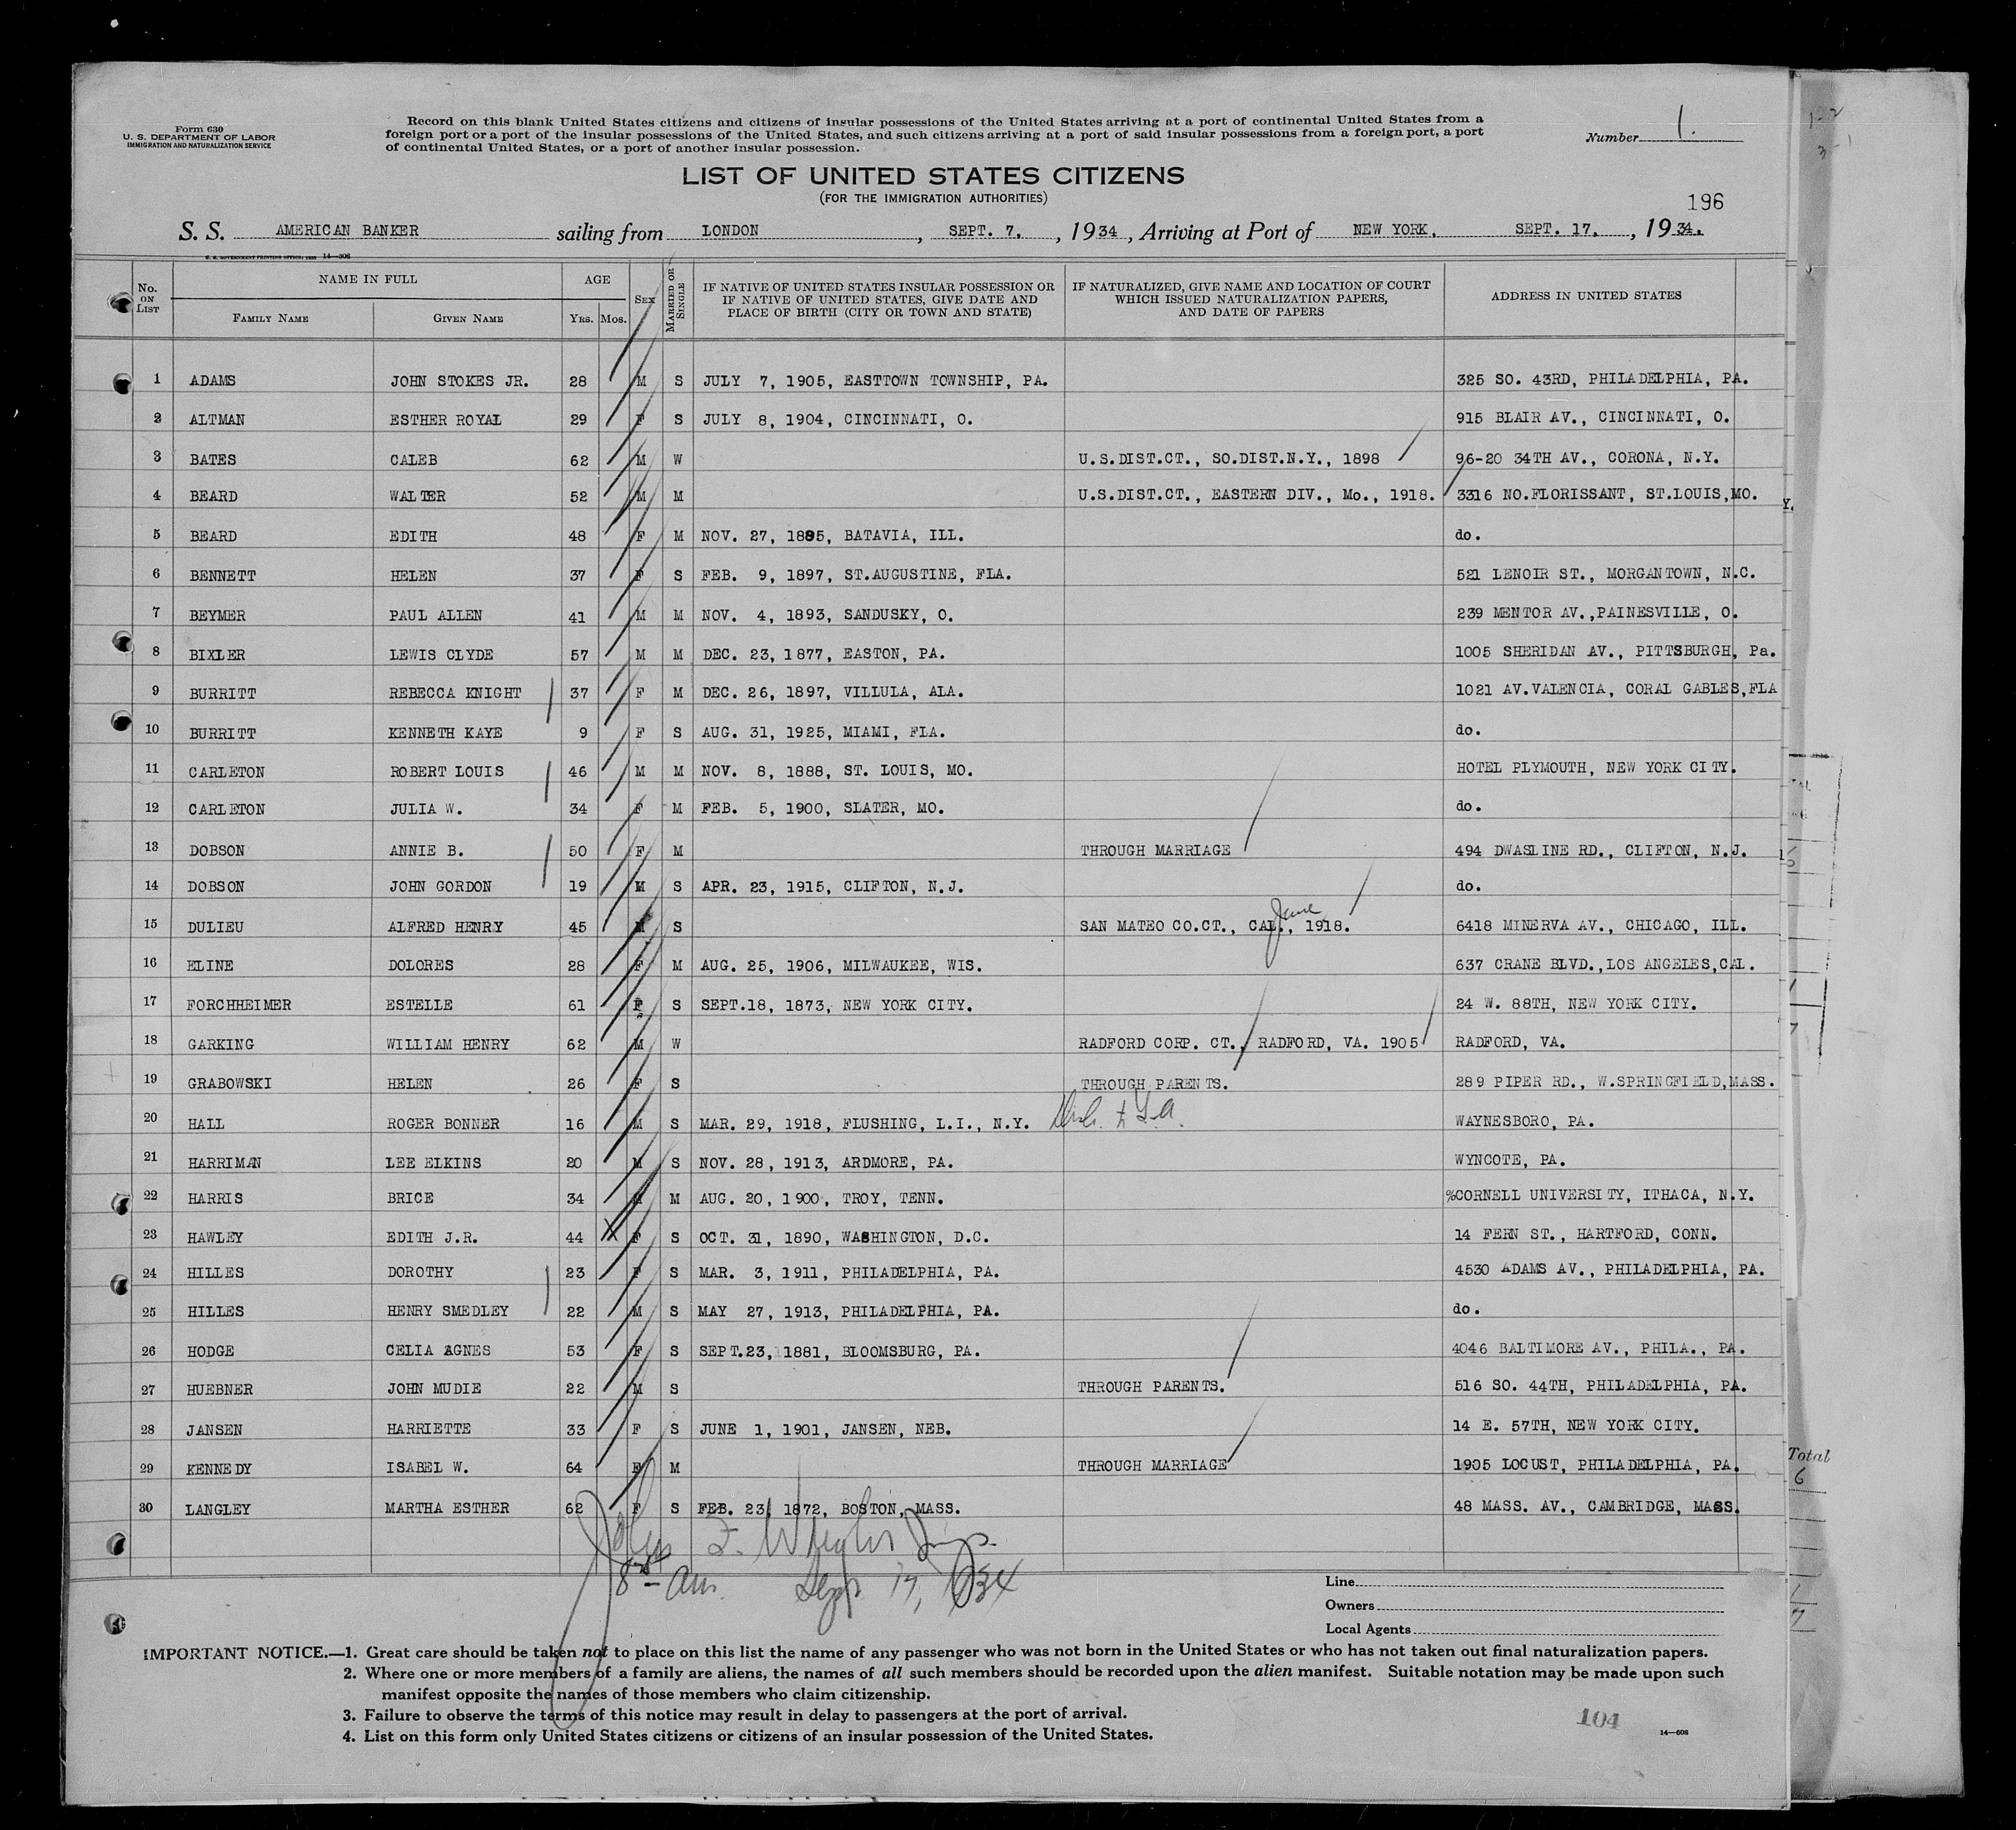 Form 630
U. S. DEPARTMENT OF LABOR
IMMIGRATION AND NATURALIZATION SERVICE
Record on this blank United States citizens and citizens of insular possessions of the United States arriving at a port of continental United States from a
foreign port or a port of the insular possessions of the United States, and such citizens arriving at a port of said insular possessions from a foreign port, a port
of continental United States, or a port of another insular possession.
Number 1.
LIST OF UNITED STATES CITIZENS
(FOR THE IMMIGRATION AUTHORITIES)
196
S. S. AMERICAN BANKER sailing from LONDON, SEPT. 7, 1934, Arriving at Port of NEW YORK, SEPT. 17, 1934.
No. ON LIST NAME IN FULL FAMILY NAME GIVEN NAME AGE YRS. MOS. SEX MARRIED OR SINGLE IF NATIVE OF UNITED STATES INSULAR POSSESSION OR IF NATIVE OF UNITED STATES, GIVE DATE AND PLACE OF BIRTH (CITY OR TOWN AND STATE) IF NATURALIZED, GIVE NAME AND LOCATION OF COURT WHICH ISSUED NATURALIZATION PAPERS, AND DATE OF PAPERS ADDRESS IN UNITED STATES
1 ADAMS JOHN STOKES JR. 28 M S JULY 7, 1905, EASTTOWN TOWNSHIP, PA. 325 SO. 43RD, PHILADELPHIA, PA.
2 ALTMAN ESTHER ROYAL 29 F S JULY 8, 1904, CINCINNATI, O. 915 BLAIR AV., CINCINNATI, O.
3 BATES CALEB 62 M W U.S.DIST.CT., SO.DIST.N.Y., 1898 96-20 34TH AV., CORONA, N.Y.
4 BEARD WALTER 52 M M U.S.DIST.CT., EASTERN DIV., Mo., 1918. 3316 NO.FLORISSANT, ST.LOUIS,MO.
5 BEARD EDITH 48 F M NOV. 27, 1885, BATAVIA, ILL. do.
6 BENNETT HELEN 37 F S FEB. 9, 1897, ST.AUGUSTINE, FLA. 521 LENOIR ST., MORGANTOWN, N.C.
7 BEYMER PAUL ALLEN 41 M M NOV. 4, 1893, SANDUSKY, O. 239 MENTOR AV.,PAINESVILLE, O.
8 BIXLER LEWIS CLYDE 57 M M DEC. 23, 1877, EASTON, PA. 1005 SHERIDAN AV., PITTSBURGH, Pa.
9 BURRITT REBECCA KNIGHT 37 F M DEC. 26, 1897, VILLULA, ALA. 1021 AV.VALENCIA, CORAL GABLES,FLA
10 BURRITT KENNETH KAYE 9 F S AUG. 31, 1925, MIAMI, FLA. do.
11 CARLETON ROBERT LOUIS 46 M M NOV. 8, 1888, ST. LOUIS, MO. HOTEL PLYMOUTH, NEW YORK CITY.
12 CARLETON JULIA W. 34 F M FEB. 5, 1900, SLATER, MO. do.
13 DOBSON ANNIE B. 50 F M THROUGH MARRIAGE 494 DWASLINE RD., CLIFTON, N.J.
14 DOBSON JOHN GORDON 19 M S APR. 23, 1915, CLIFTON, N.J. do.
15 DULIEU ALFRED HENRY 45 M S SAN MATEO CO.CT., CAL., June 1918. 6418 MINERVA AV., CHICAGO, ILL.
16 ELINE DOLORES 28 F M AUG. 25, 1906, MILWAUKEE, WIS. 637 CRANE BLVD.,LOS ANGELES,CAL.
17 FORCHHEIMER ESTELLE 61 F S SEPT.18, 1873, NEW YORK CITY. 24 W. 88TH, NEW YORK CITY.
18 GARKING WILLIAM HENRY 62 M W RADFORD CORP. CT., RADFORD, VA. 1905 RADFORD, VA.
19 GRABOWSKI HELEN 26 F S THROUGH PARENTS. 289 PIPER RD., W.SPRINGFIELD,MASS.
20 HALL ROGER BONNER 16 M S MAR. 29, 1918, FLUSHING, L.I., N.Y. WAYNESBORO, PA.
21 HARRIMAN LEE ELKINS 20 M S NOV. 28, 1913, ARDMORE, PA. WYNCOTE, PA.
22 HARRIS BRICE 34 M M AUG. 20, 1900, TROY, TENN. %CORNELL UNIVERSITY, ITHACA, N.Y.
23 HAWLEY EDITH J.R. 44 F S OCT. 31, 1890, WASHINGTON, D.C. 14 FERN ST., HARTFORD, CONN.
24 HILLES DOROTHY 23 F S MAR. 3, 1911, PHILADELPHIA, PA. 4530 ADAMS AV., PHILADELPHIA, PA.
25 HILLES HENRY SMEDLEY 22 M S MAY 27, 1913, PHILADELPHIA, PA. do.
26 HODGE CELIA AGNES 53 F S SEPT.23, 1881, BLOOMSBURG, PA. 4046 BALTIMORE AV., PHILA., PA.
27 HUEBNER JOHN MUDIE 22 M S THROUGH PARENTS. 516 SO. 44TH, PHILADELPHIA, PA.
28 JANSEN HARRIETTE 33 F S JUNE 1, 1901, JANSEN, NEB. 14 E. 57TH, NEW YORK CITY.
29 KENNEDY ISABEL W. 64 F M THROUGH MARRIAGE 1905 LOCUST, PHILADELPHIA, PA.
30 LANGLEY MARTHA ESTHER 62 F S FEB. 23, 1872, BOSTON, MASS. 48 MASS. AV., CAMBRIDGE, MASS.
Total
6
Sept 17, 1934
Line
Owners
Local Agents
IMPORTANT NOTICE.—1. Great care should be taken not to place on this list the name of any passenger who was not born in the United States or who has not taken out final naturalization papers.
2. Where one or more members of a family are aliens, the names of all such members should be recorded upon the alien manifest. Suitable notation may be made upon such
manifest opposite the names of those members who claim citizenship.
3. Failure to observe the terms of this notice may result in delay to passengers at the port of arrival.
4. List on this form only United States citizens or citizens of an insular possession of the United States.
104
14—608